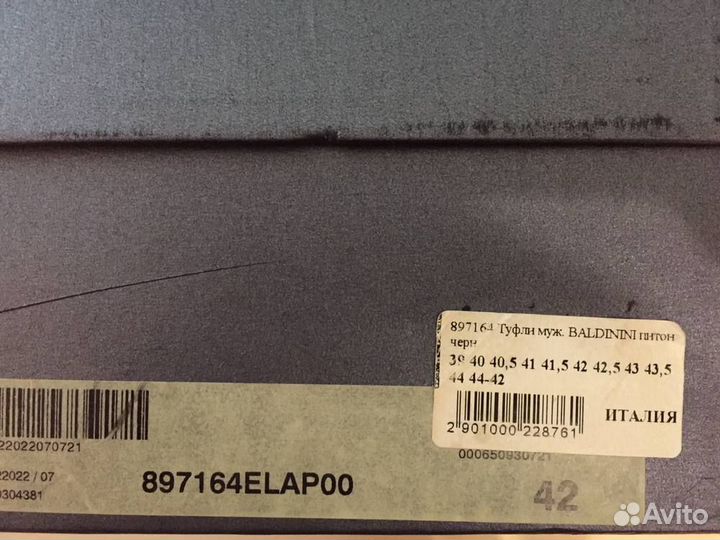 897164 Туфли муж. BALDININI питон
черн
39 40 40,5 41 41,5 42 42,5 43 43,5
44 44-42
ИТАЛИЯ
2 901000 228761
000650930721
22022070721
22022 / 07
0304381
897164ELAP00
42
Avito